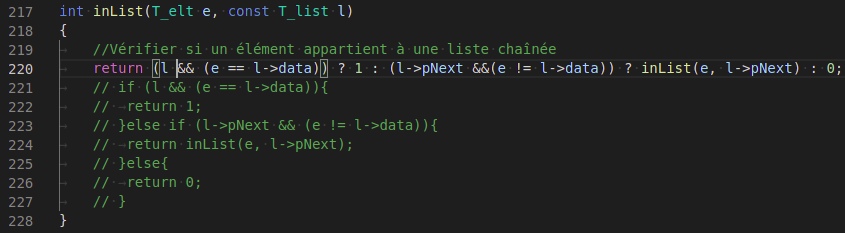 217 int inList(T_elt e, const T_list l)
218 {
219 //Vérifier si un élément appartient à une liste chaînée
220 return (l && (e == l->data)) ? 1 : (l->pNext &&(e != l->data)) ? inList(e, l->pNext) : 0;
221 // if (l && (e == l->data)){
222 // →return 1;
223 // }else if (l->pNext && (e != l->data)){
224 // →return inList(e, l->pNext);
225 // }else{
226 // →return 0;
227 // }
228 }